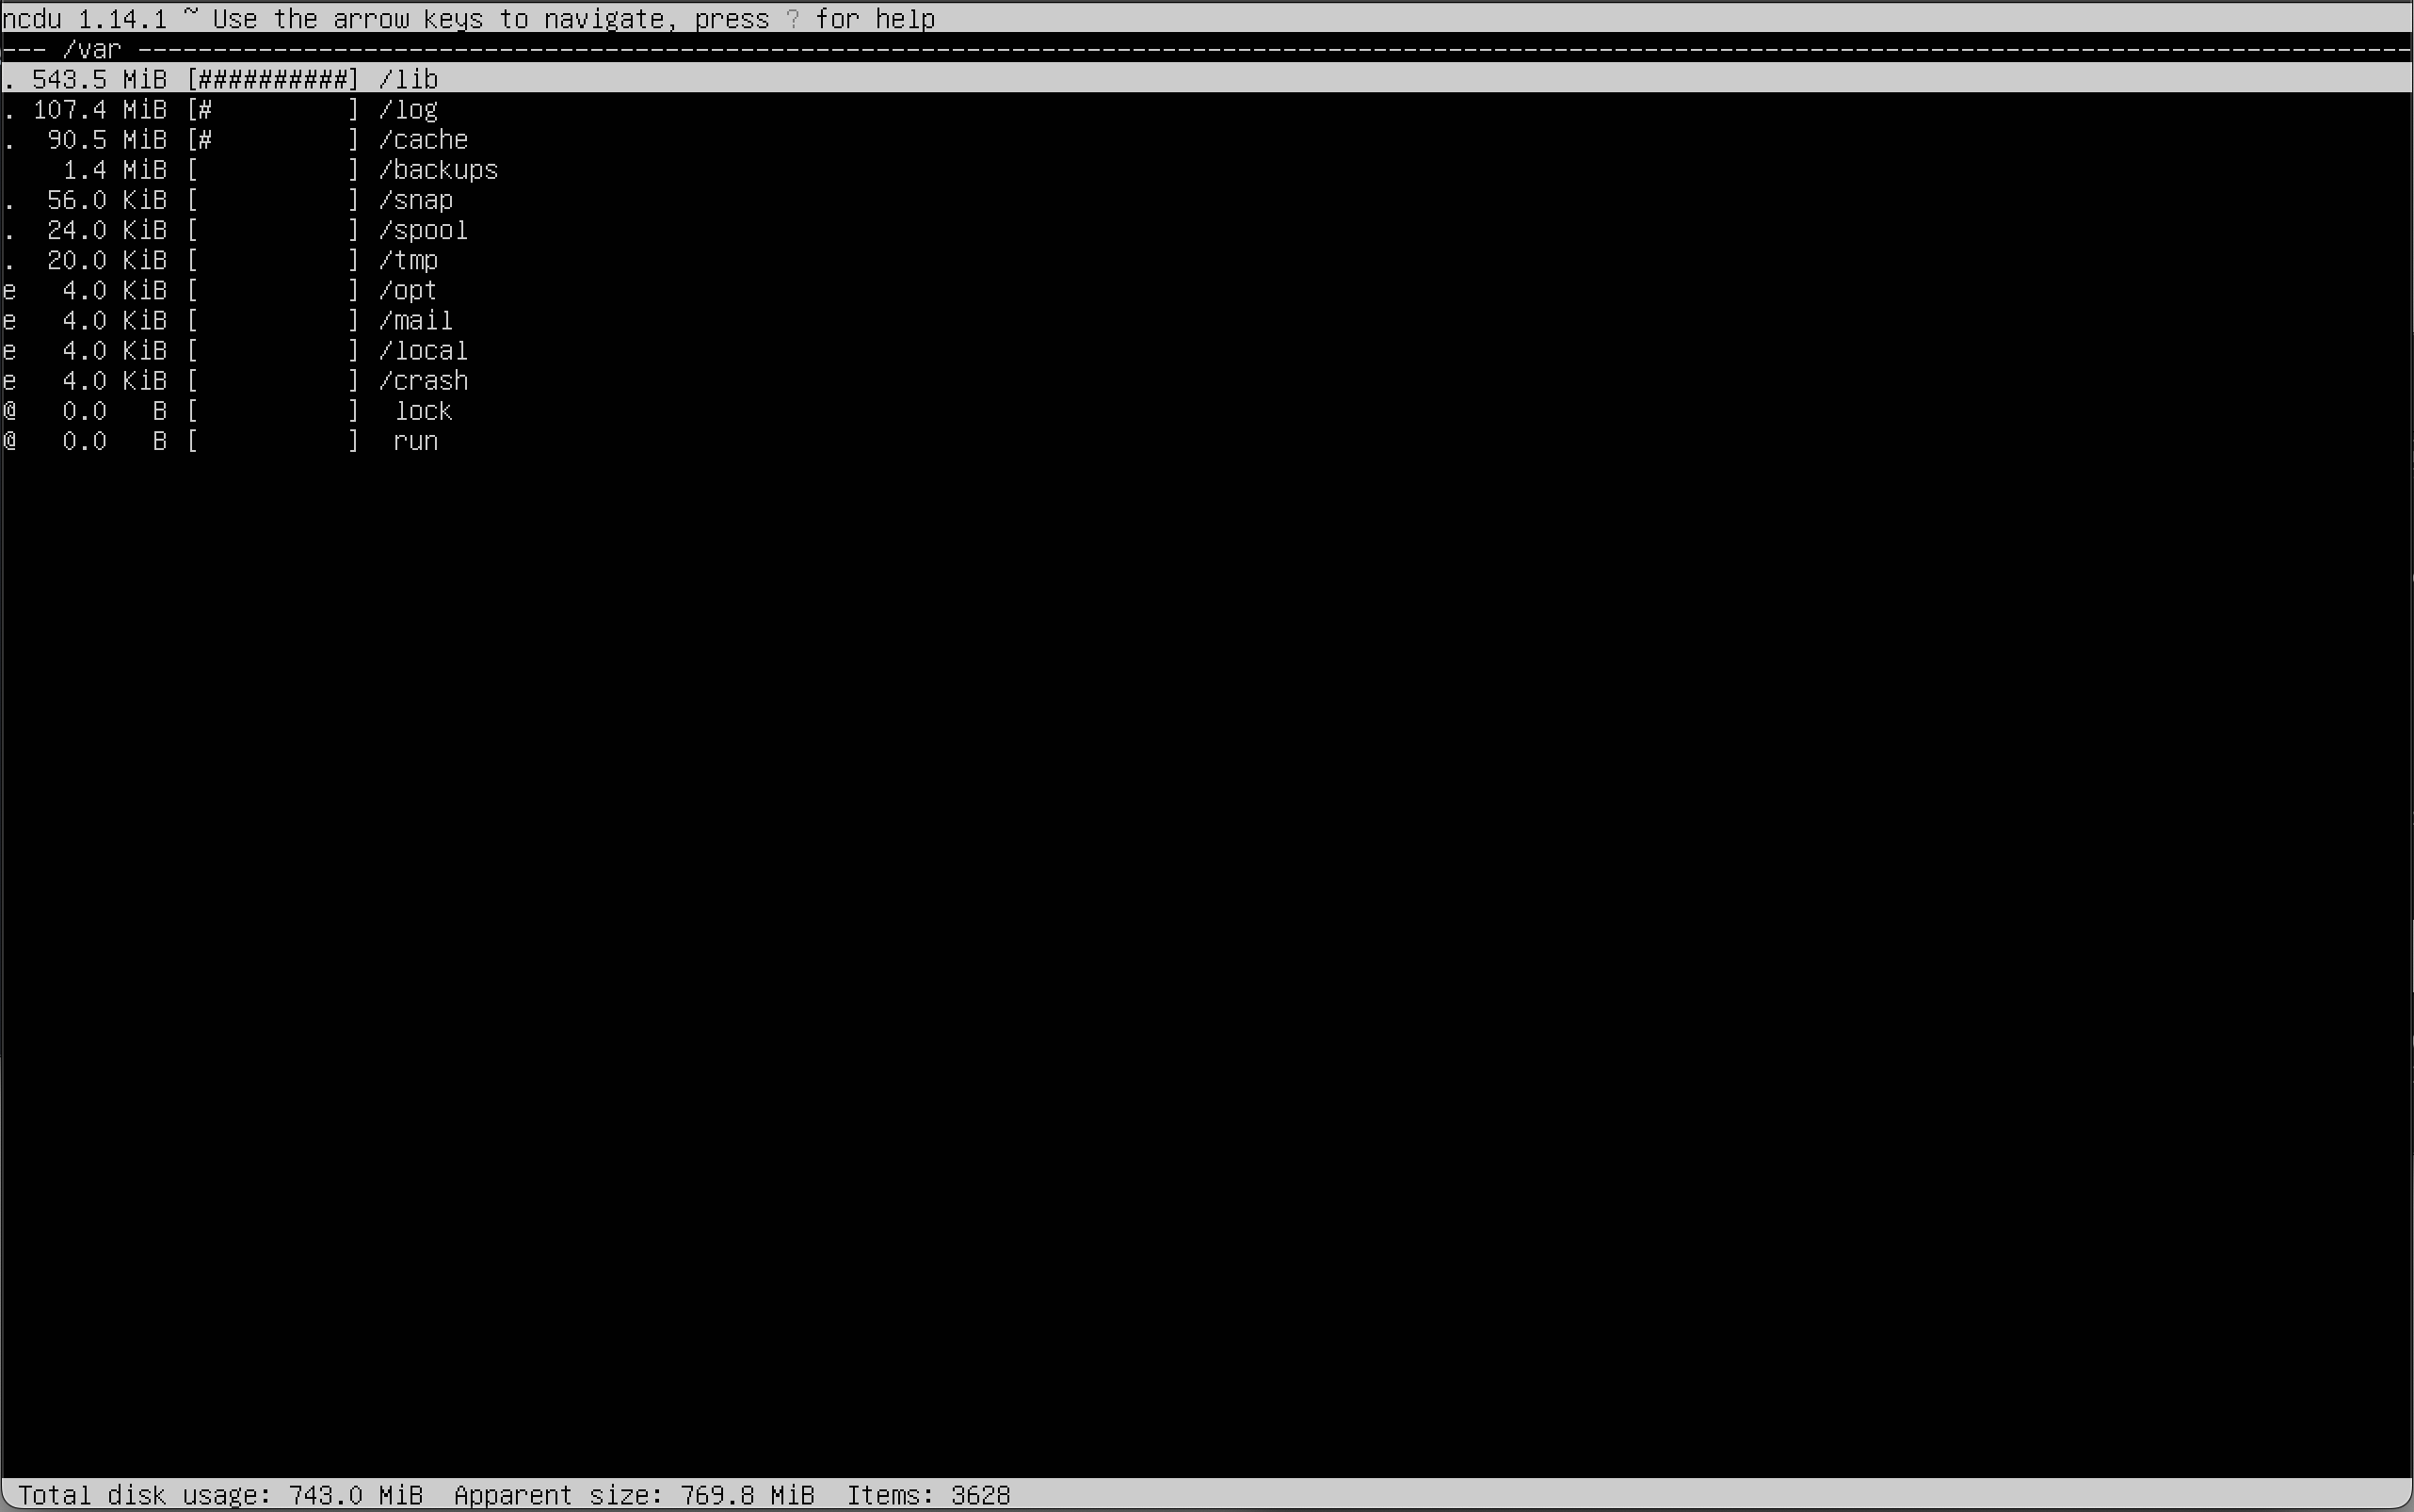 ncdu 1.14.1 ~ Use the arrow keys to navigate, press ? for help
--- /var ---------------------------------------------------------------------------------------------------------------------------------------------------------
. 543.5 MiB [##########] /lib
. 107.4 MiB [#         ] /log
.  90.5 MiB [#         ] /cache
    1.4 MiB [          ] /backups
.  56.0 KiB [          ] /snap
.  24.0 KiB [          ] /spool
.  20.0 KiB [          ] /tmp
e   4.0 KiB [          ] /opt
e   4.0 KiB [          ] /mail
e   4.0 KiB [          ] /local
e   4.0 KiB [          ] /crash
@   0.0   B [          ]  lock
@   0.0   B [          ]  run
Total disk usage: 743.0 MiB  Apparent size: 769.8 MiB  Items: 3628